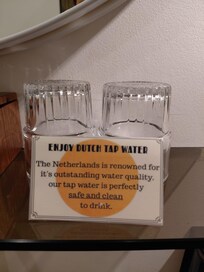 ENJOY DUTCH TAP WATER
The Netherlands is renowned for
it's outstanding water quality,
our tap water is perfectly
safe and clean
to drink.